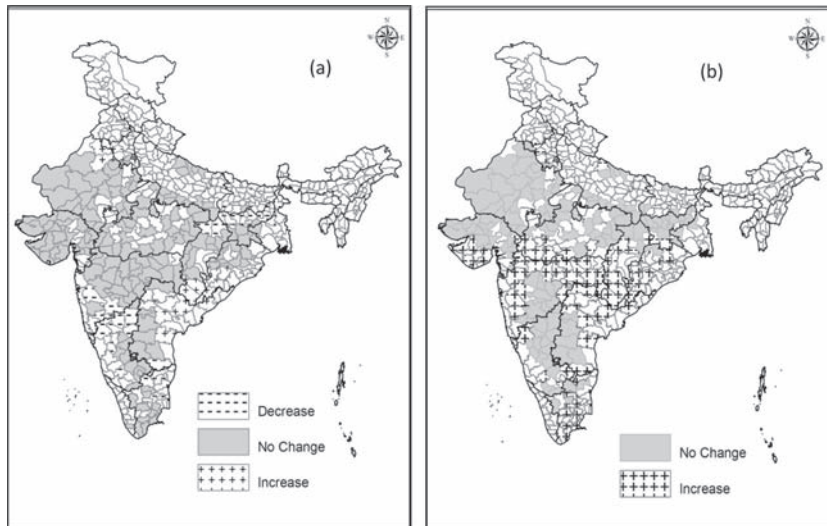 N
W E
S
(a)
Decrease
No Change
Increase
N
W E
S
(b)
No Change
Increase